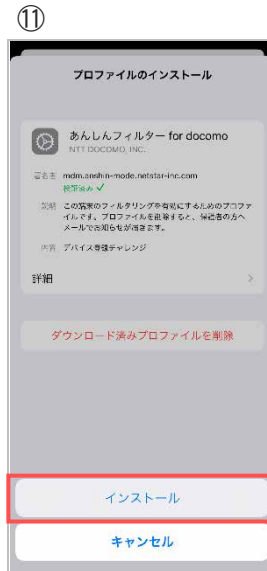 ⑪
プロファイルのインストール
あんしんフィルター for docomo
NTT DOCOMO, INC.
署名者 mdm.anshin-mode.netstar-inc.com
検証済み ✓
説明 この端末のフィルタリングを有効にするためのプロファ
イルです。プロファイルを削除すると、保護者の方へ
メールでお知らせが届きます。
内容 デバイス登録チャレンジ
詳細
ダウンロード済みプロファイルを削除
インストール
キャンセル